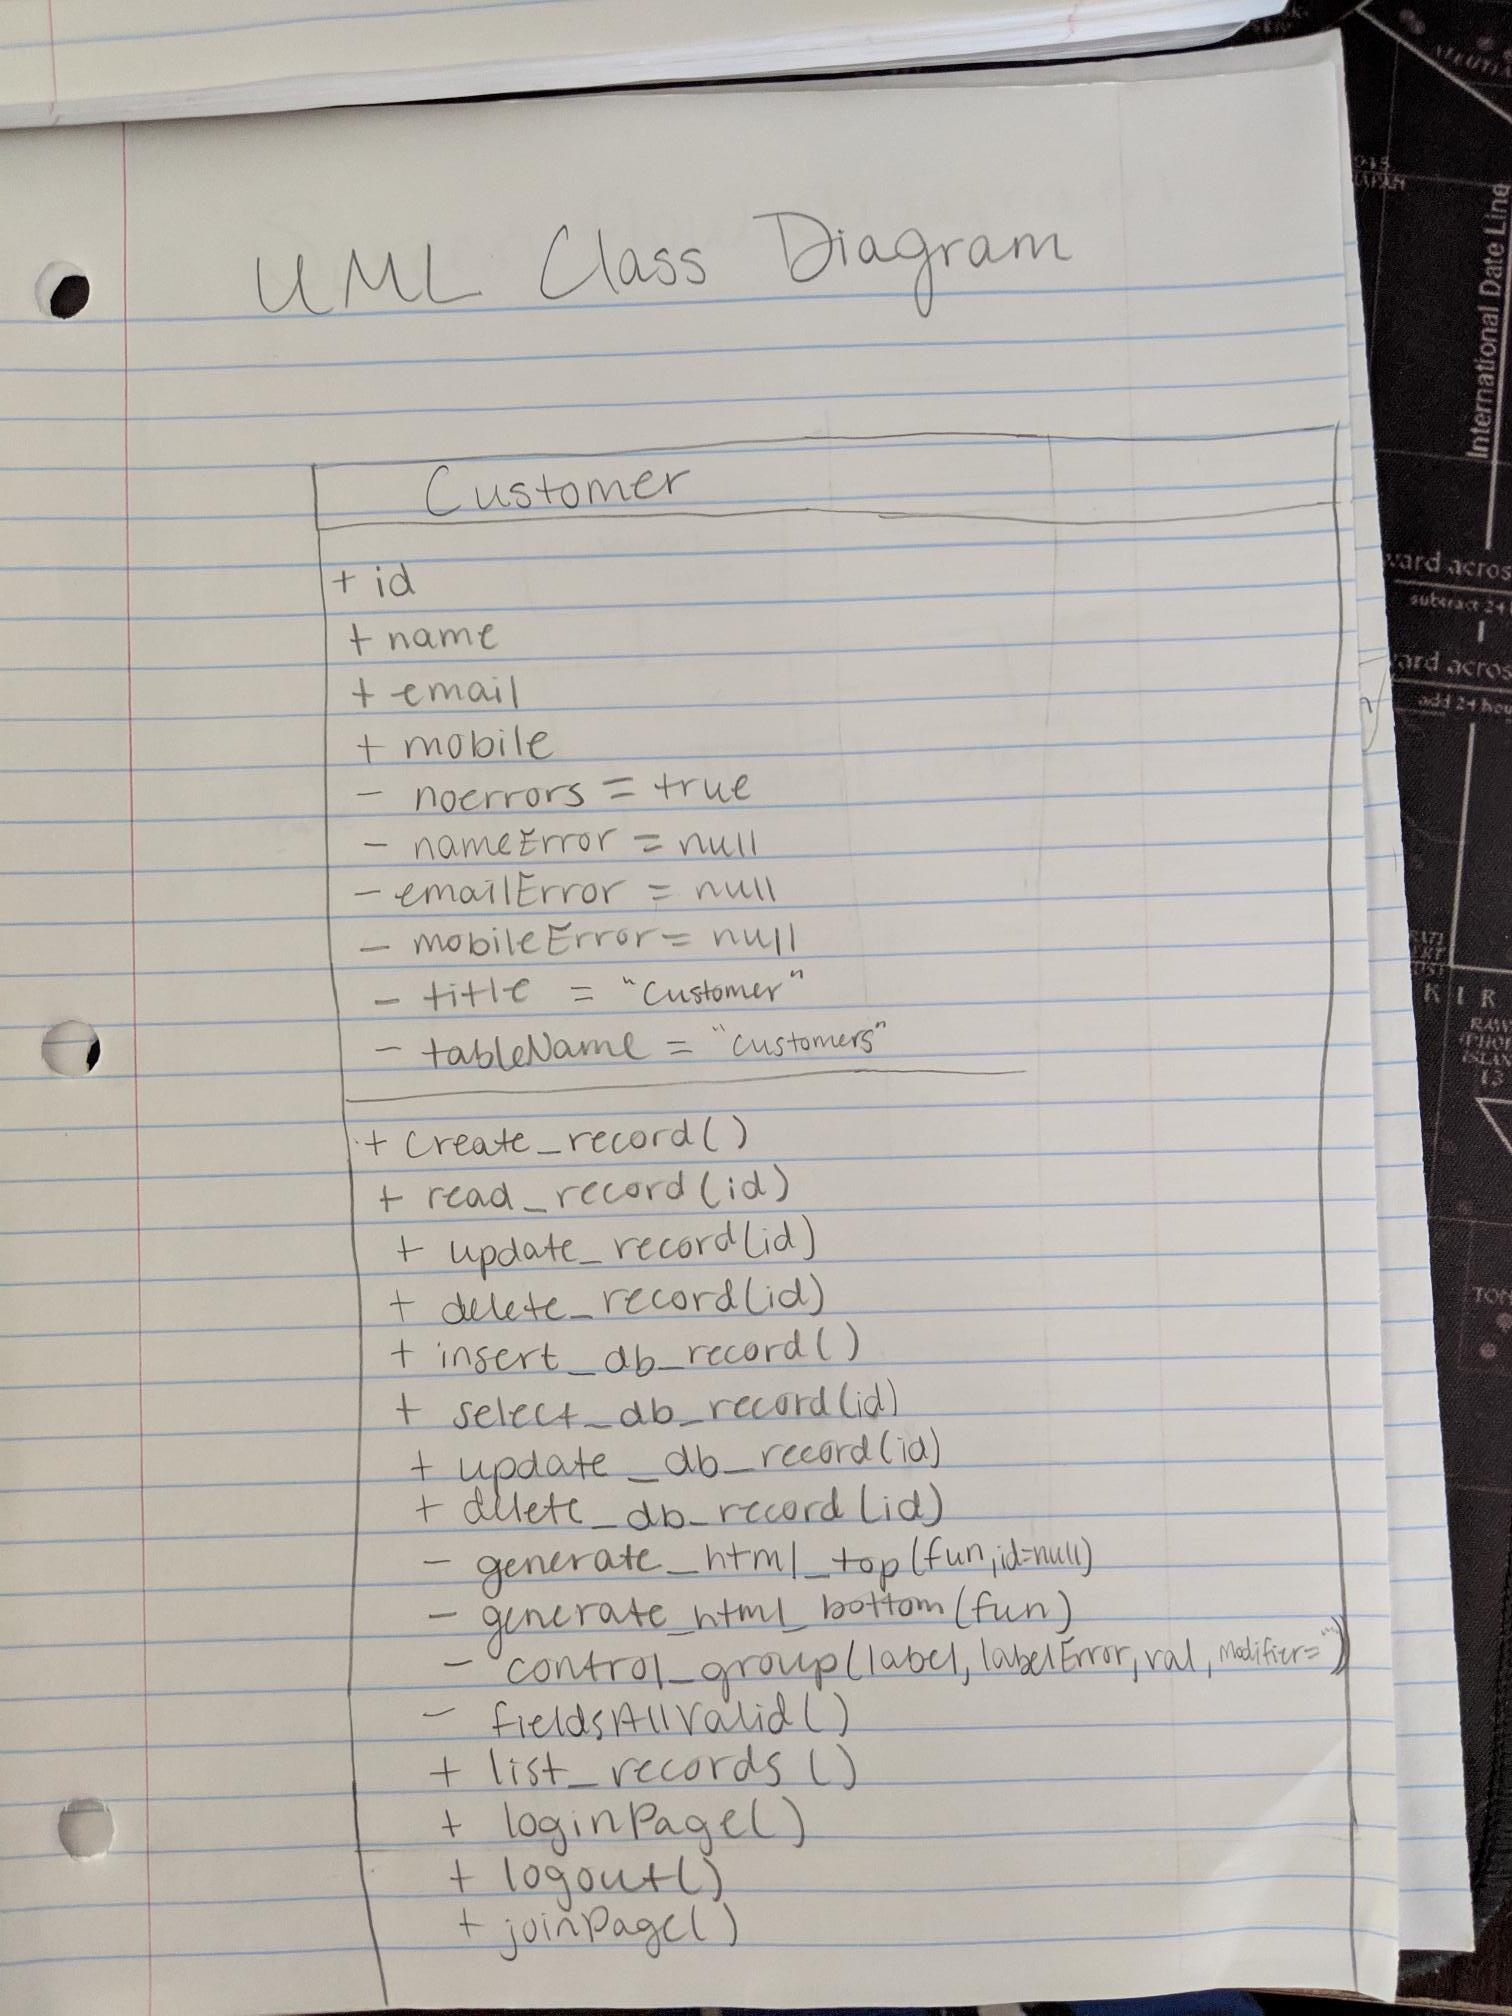 UML Class Diagram
Customer
+ id
+ name
+ email
+ mobile
- noerrors = true
- nameError = null
- emailError = null
- mobileError = null
- title = "Customer"
- tableName = "customers"
+ create_record()
+ read_record(id)
+ update_record(id)
+ delete_record(id)
+ insert_db_record()
+ select_db_record(id)
+ update_db_record(id)
+ delete_db_record(id)
- generate_html_top(fun,id=null)
- generate_html_bottom(fun)
- control_group(label,labelError,val,modifier="")
- fieldsAllValid()
+ list_records()
+ loginPage()
+ logout()
+ joinPage()
International Date Line